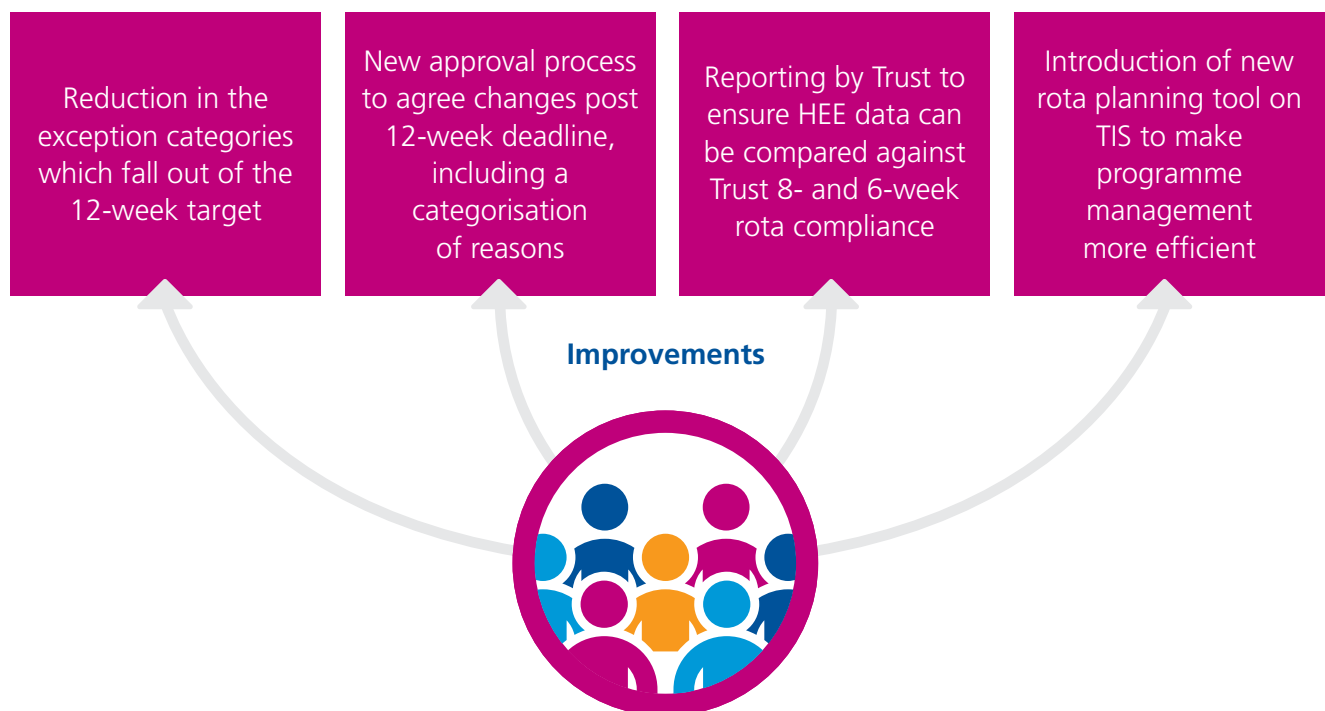 Reduction in the
exception categories
which fall out of the
12-week target
New approval process
to agree changes post
12-week deadline,
including a
categorisation
of reasons
Reporting by Trust to
ensure HEE data can
be compared against
Trust 8- and 6-week
rota compliance
Introduction of new
rota planning tool on
TIS to make
programme
management
more efficient
Improvements